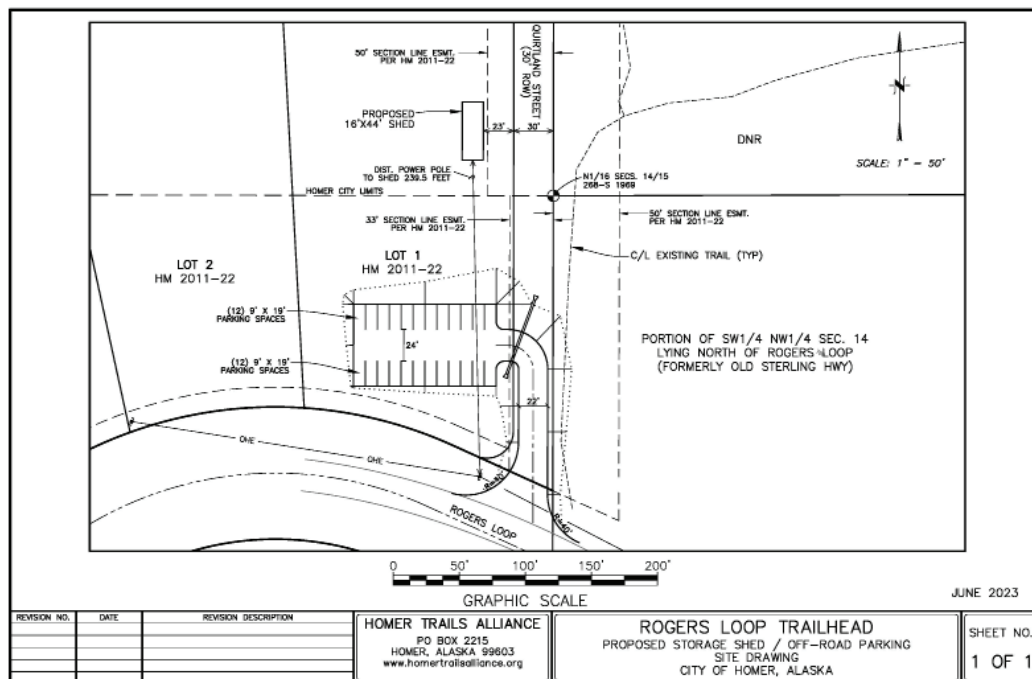 50' SECTION LINE ESMT.
PER HM 2011-22
QUIRTLAND STREET
(30' ROW)
PROPOSED
16'X44' SHED
23'
30'
DNR
N
SCALE: 1" = 50'
DIST. POWER POLE
TO SHED 239.5 FEET
N1/16 SECS. 14/15
268-S 1969
HOMER CITY LIMITS
33' SECTION LINE ESMT.
PER HM 2011-22
50' SECTION LINE ESMT.
PER HM 2011-22
C/L EXISTING TRAIL (TYP)
LOT 2
HM 2011-22
LOT 1
HM 2011-22
(12) 9' X 19'
PARKING SPACES
24'
(12) 9' X 19'
PARKING SPACES
PORTION OF SW1/4 NW1/4 SEC. 14
LYING NORTH OF ROGERS LOOP
(FORMERLY OLD STERLING HWY)
22'
OHE
OHE
R=40'
R=40'
ROGERS LOOP
0 50' 100' 150' 200'
GRAPHIC SCALE
JUNE 2023
REVISION NO. DATE REVISION DESCRIPTION
HOMER TRAILS ALLIANCE
PO BOX 2215
HOMER, ALASKA 99603
www.homertrailsalliance.org
ROGERS LOOP TRAILHEAD
PROPOSED STORAGE SHED / OFF-ROAD PARKING
SITE DRAWING
CITY OF HOMER, ALASKA
SHEET NO.
1 OF 1